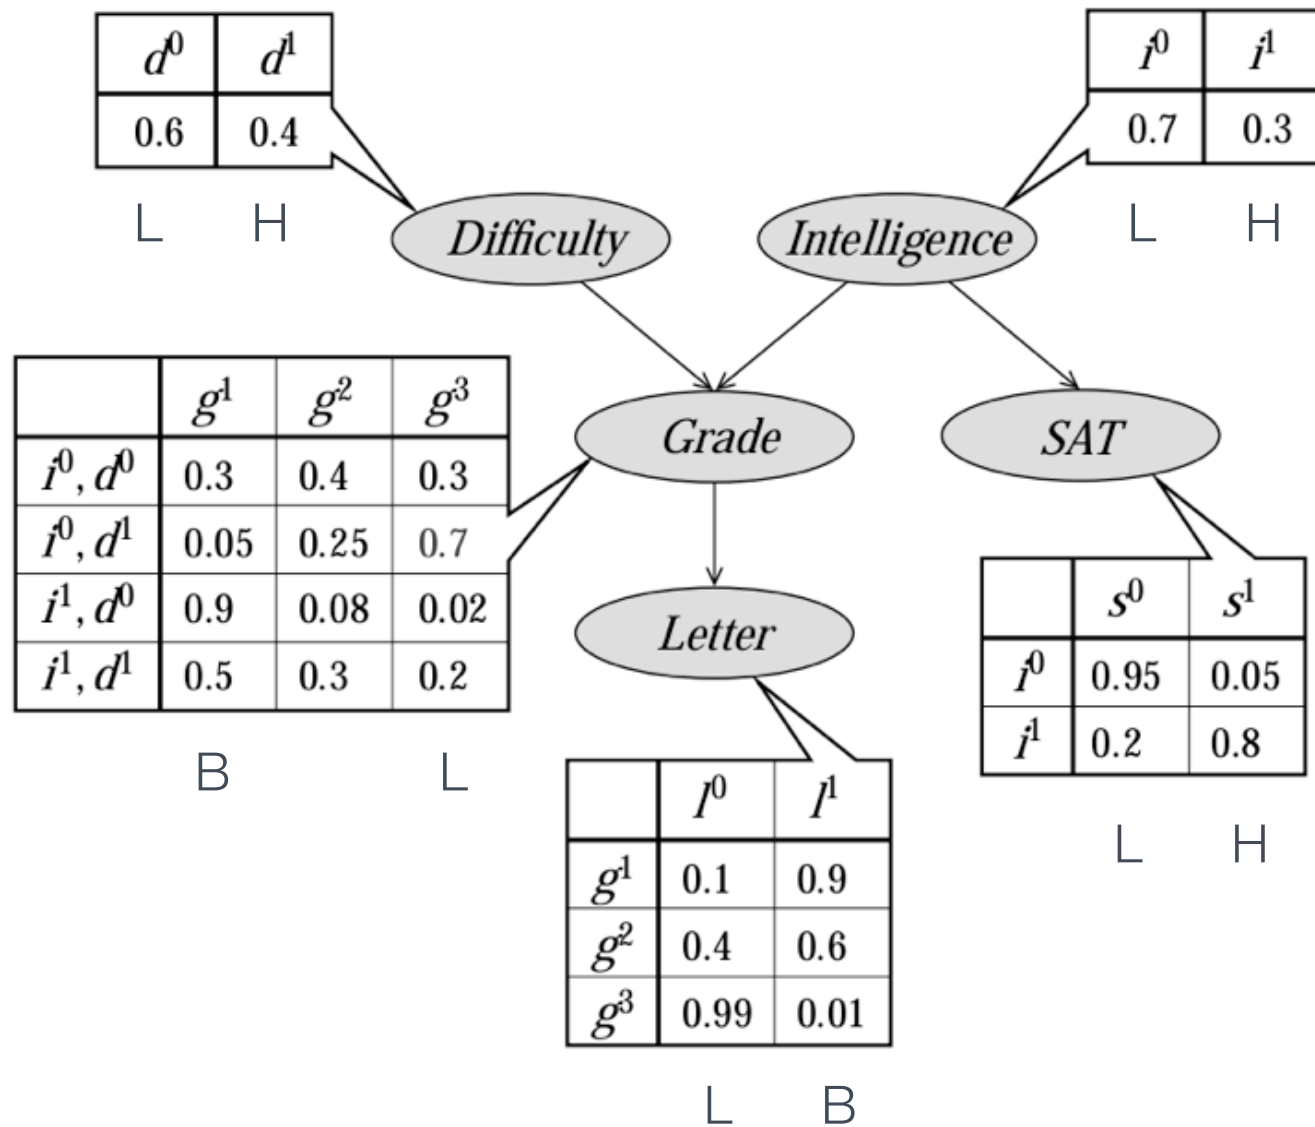 d⁰ d¹
0.6 0.4
L H
i⁰ i¹
0.7 0.3
L H
Difficulty
Intelligence
g¹ g² g³
i⁰, d⁰ 0.3 0.4 0.3
i⁰, d¹ 0.05 0.25 0.7
i¹, d⁰ 0.9 0.08 0.02
i¹, d¹ 0.5 0.3 0.2
B L
Grade
SAT
Letter
s⁰ s¹
i⁰ 0.95 0.05
i¹ 0.2 0.8
L H
l⁰ l¹
g¹ 0.1 0.9
g² 0.4 0.6
g³ 0.99 0.01
L B